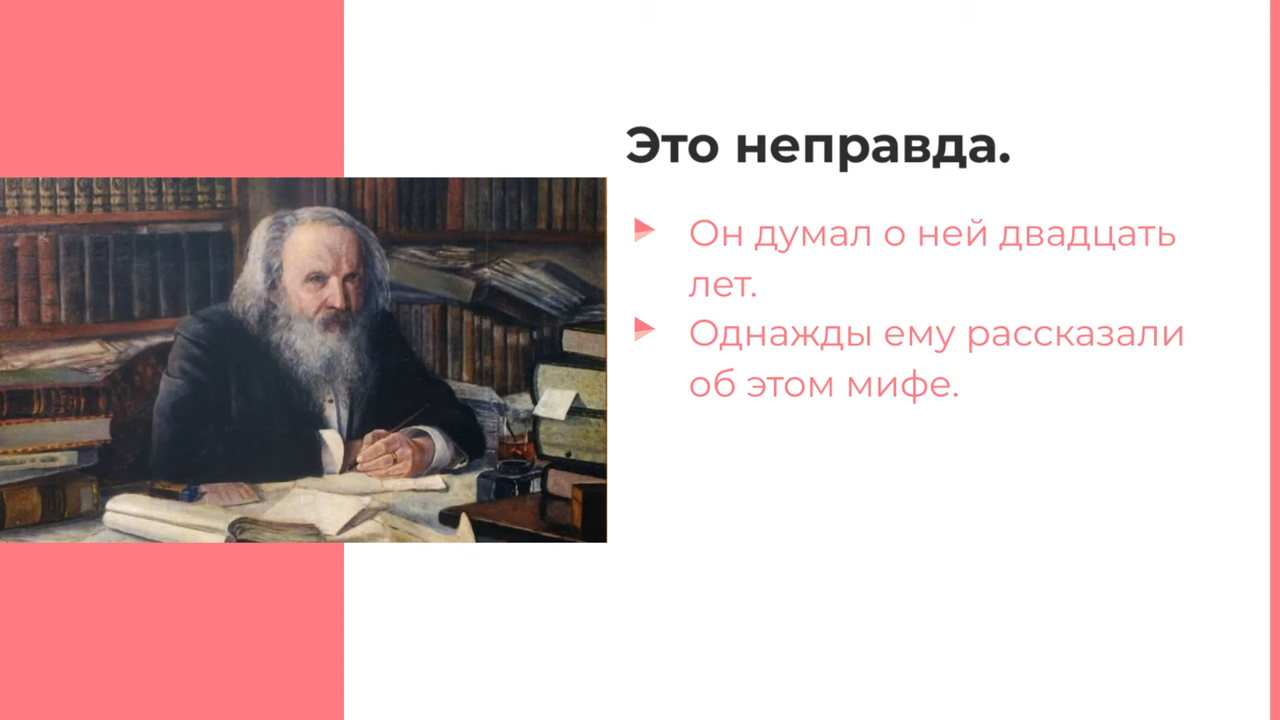 Это неправда.
Он думал о ней двадцать
лет.
Однажды ему рассказали
об этом мифе.